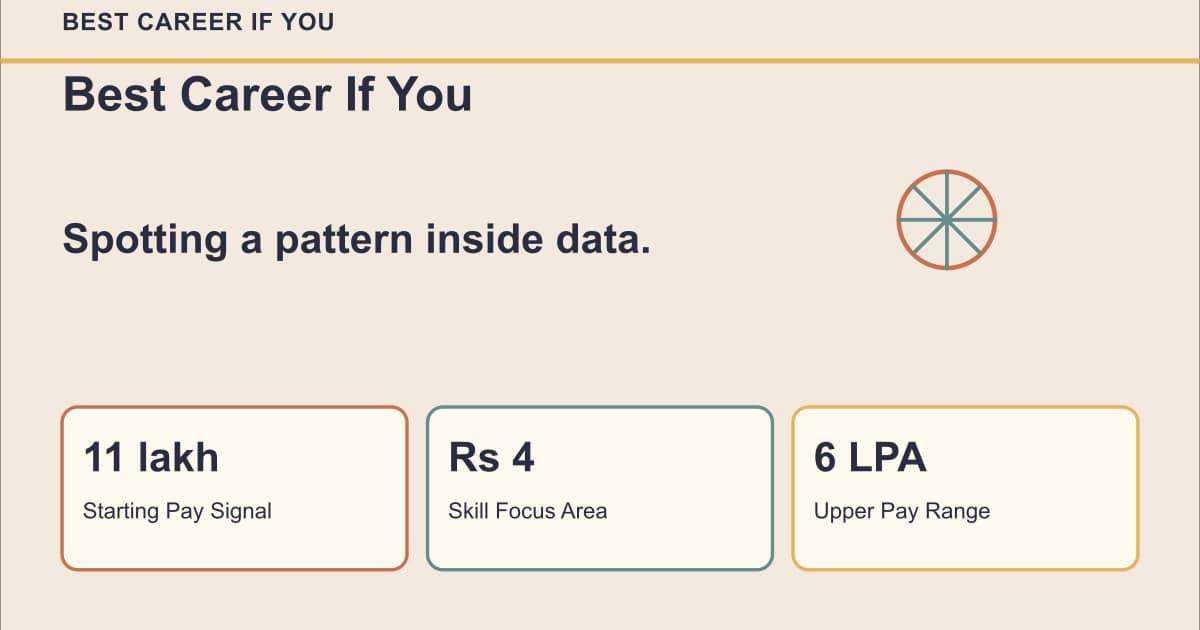 BEST CAREER IF YOU
Best Career If You
Spotting a pattern inside data.
11 lakh
Starting Pay Signal
Rs 4
Skill Focus Area
6 LPA
Upper Pay Range